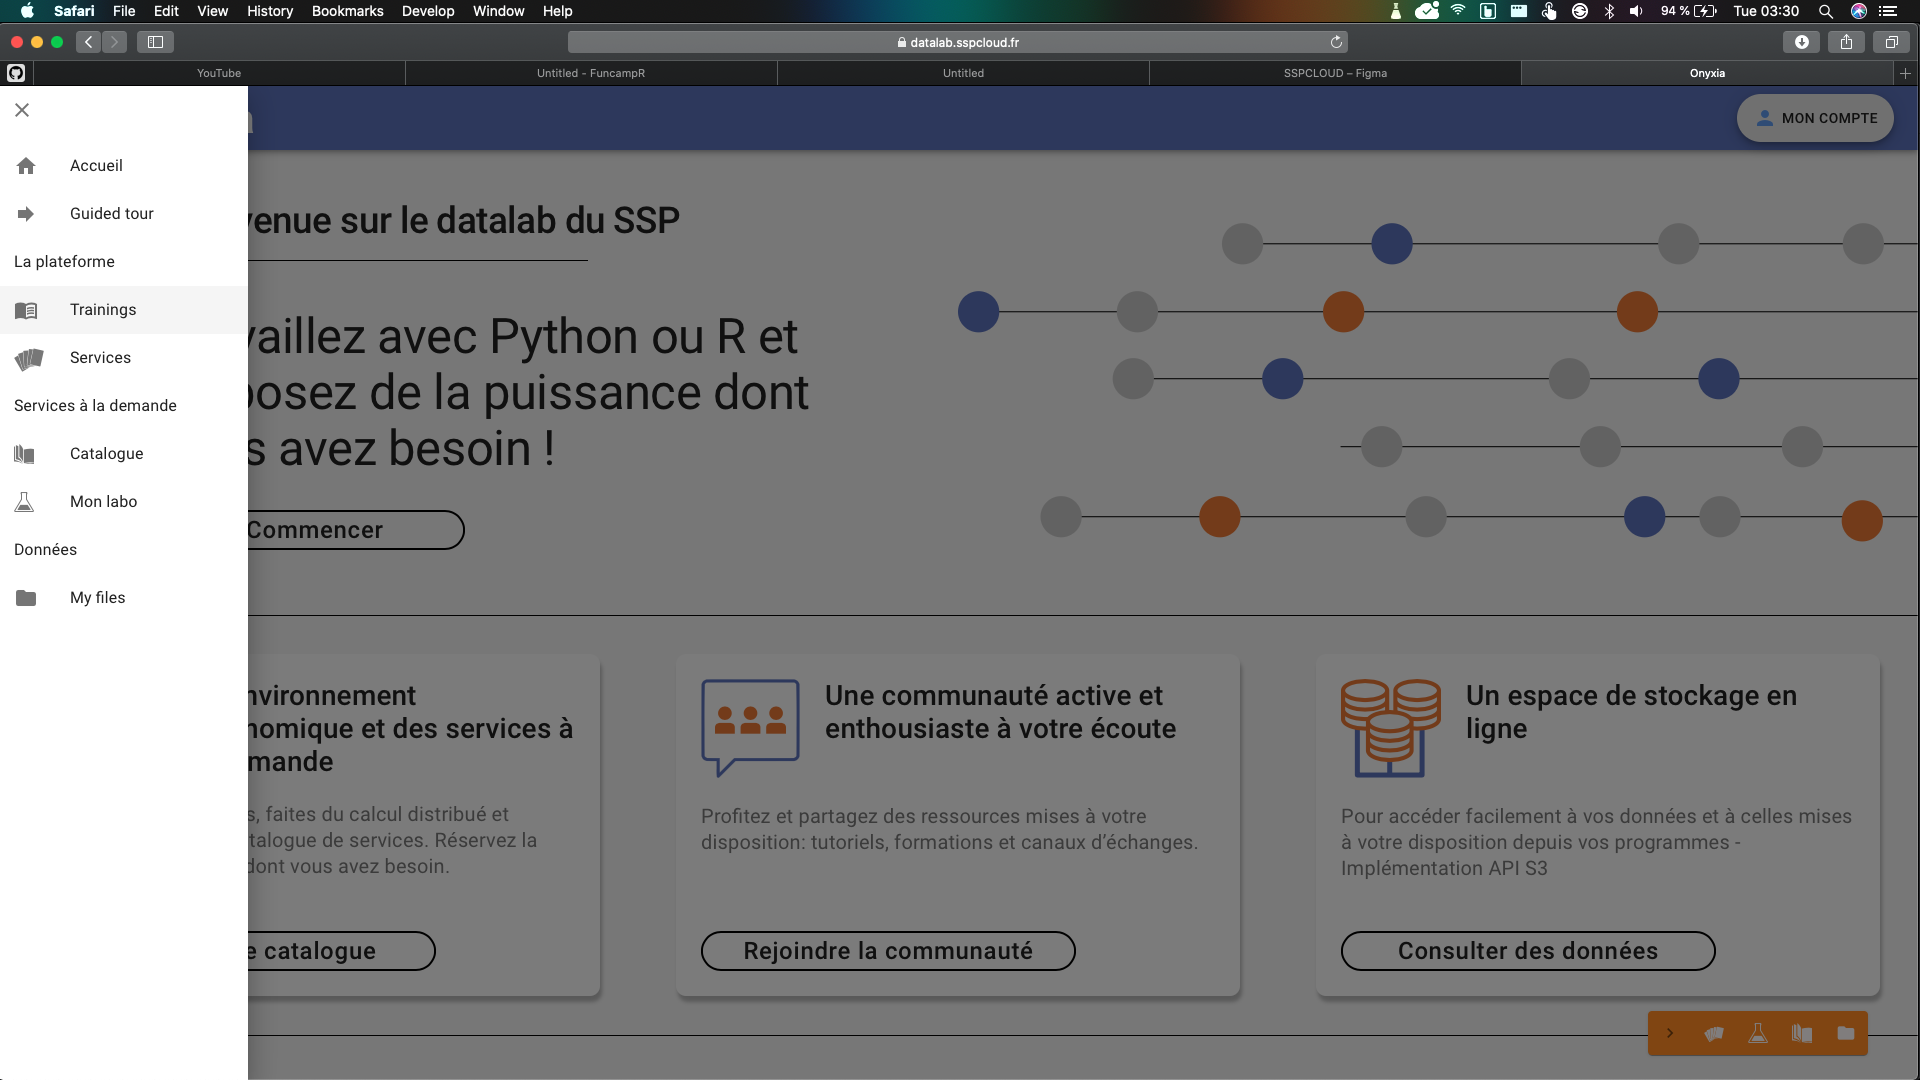 Safari File Edit View History Bookmarks Develop Window Help
94 % Tue 03:30
datalab.sspcloud.fr
YouTube
Untitled - FuncampR
Untitled
SSPCLOUD – Figma
Onyxia
MON COMPTE
Accueil
Guided tour
La plateforme
Trainings
Services
Services à la demande
Catalogue
Mon labo
Données
My files
venue sur le datalab du SSP
vaillez avec Python ou R et
posez de la puissance dont
s avez besoin !
Commencer
nvironnement
nomique et des services à
mande
s, faites du calcul distribué et
talogue de services. Réservez la
dont vous avez besoin.
e catalogue
Une communauté active et
enthousiaste à votre écoute
Profitez et partagez des ressources mises à votre
disposition: tutoriels, formations et canaux d’échanges.
Rejoindre la communauté
Un espace de stockage en
ligne
Pour accéder facilement à vos données et à celles mises
à votre disposition depuis vos programmes -
Implémentation API S3
Consulter des données